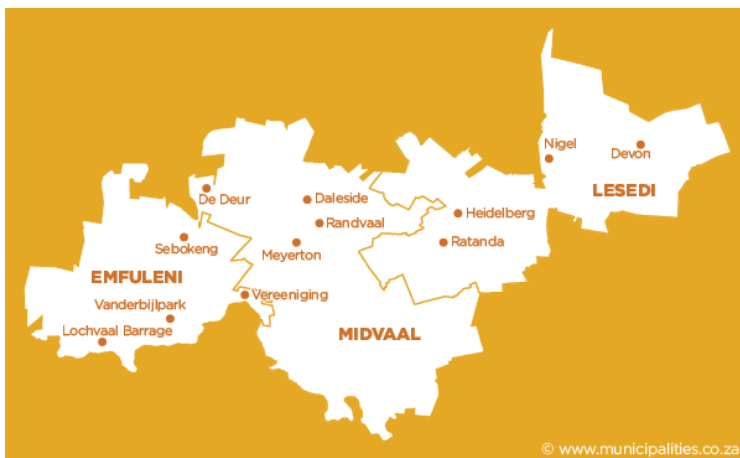 Nigel
Devon
LESEDI
De Deur
Daleside
Heidelberg
Randvaal
Sebokeng
Meyerton
Ratanda
EMFULENI
Vereeniging
Vanderbijlpark
Lochvaal Barrage
MIDVAAL
© www.municipalities.co.za